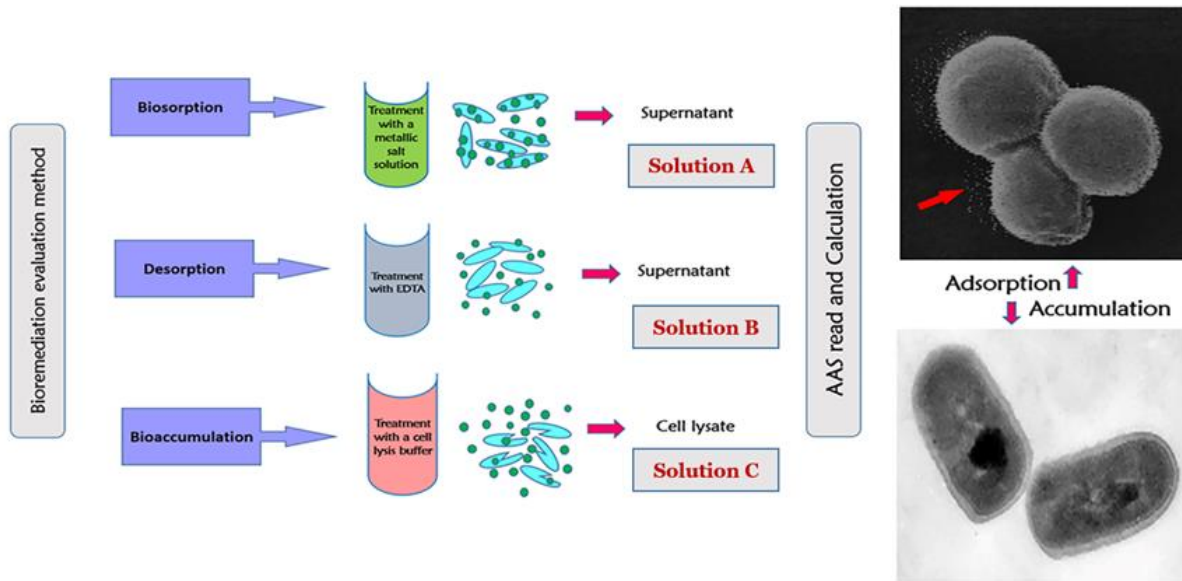 Bioremediation evaluation method
Biosorption
Treatment
with a
metallic
salt
solution
Supernatant
Solution A
Desorption
Treatment
with EDTA
Supernatant
Solution B
Bioaccumulation
Treatment
with a cell
lysis buffer
Cell lysate
Solution C
AAS read and Calculation
Adsorption
Accumulation